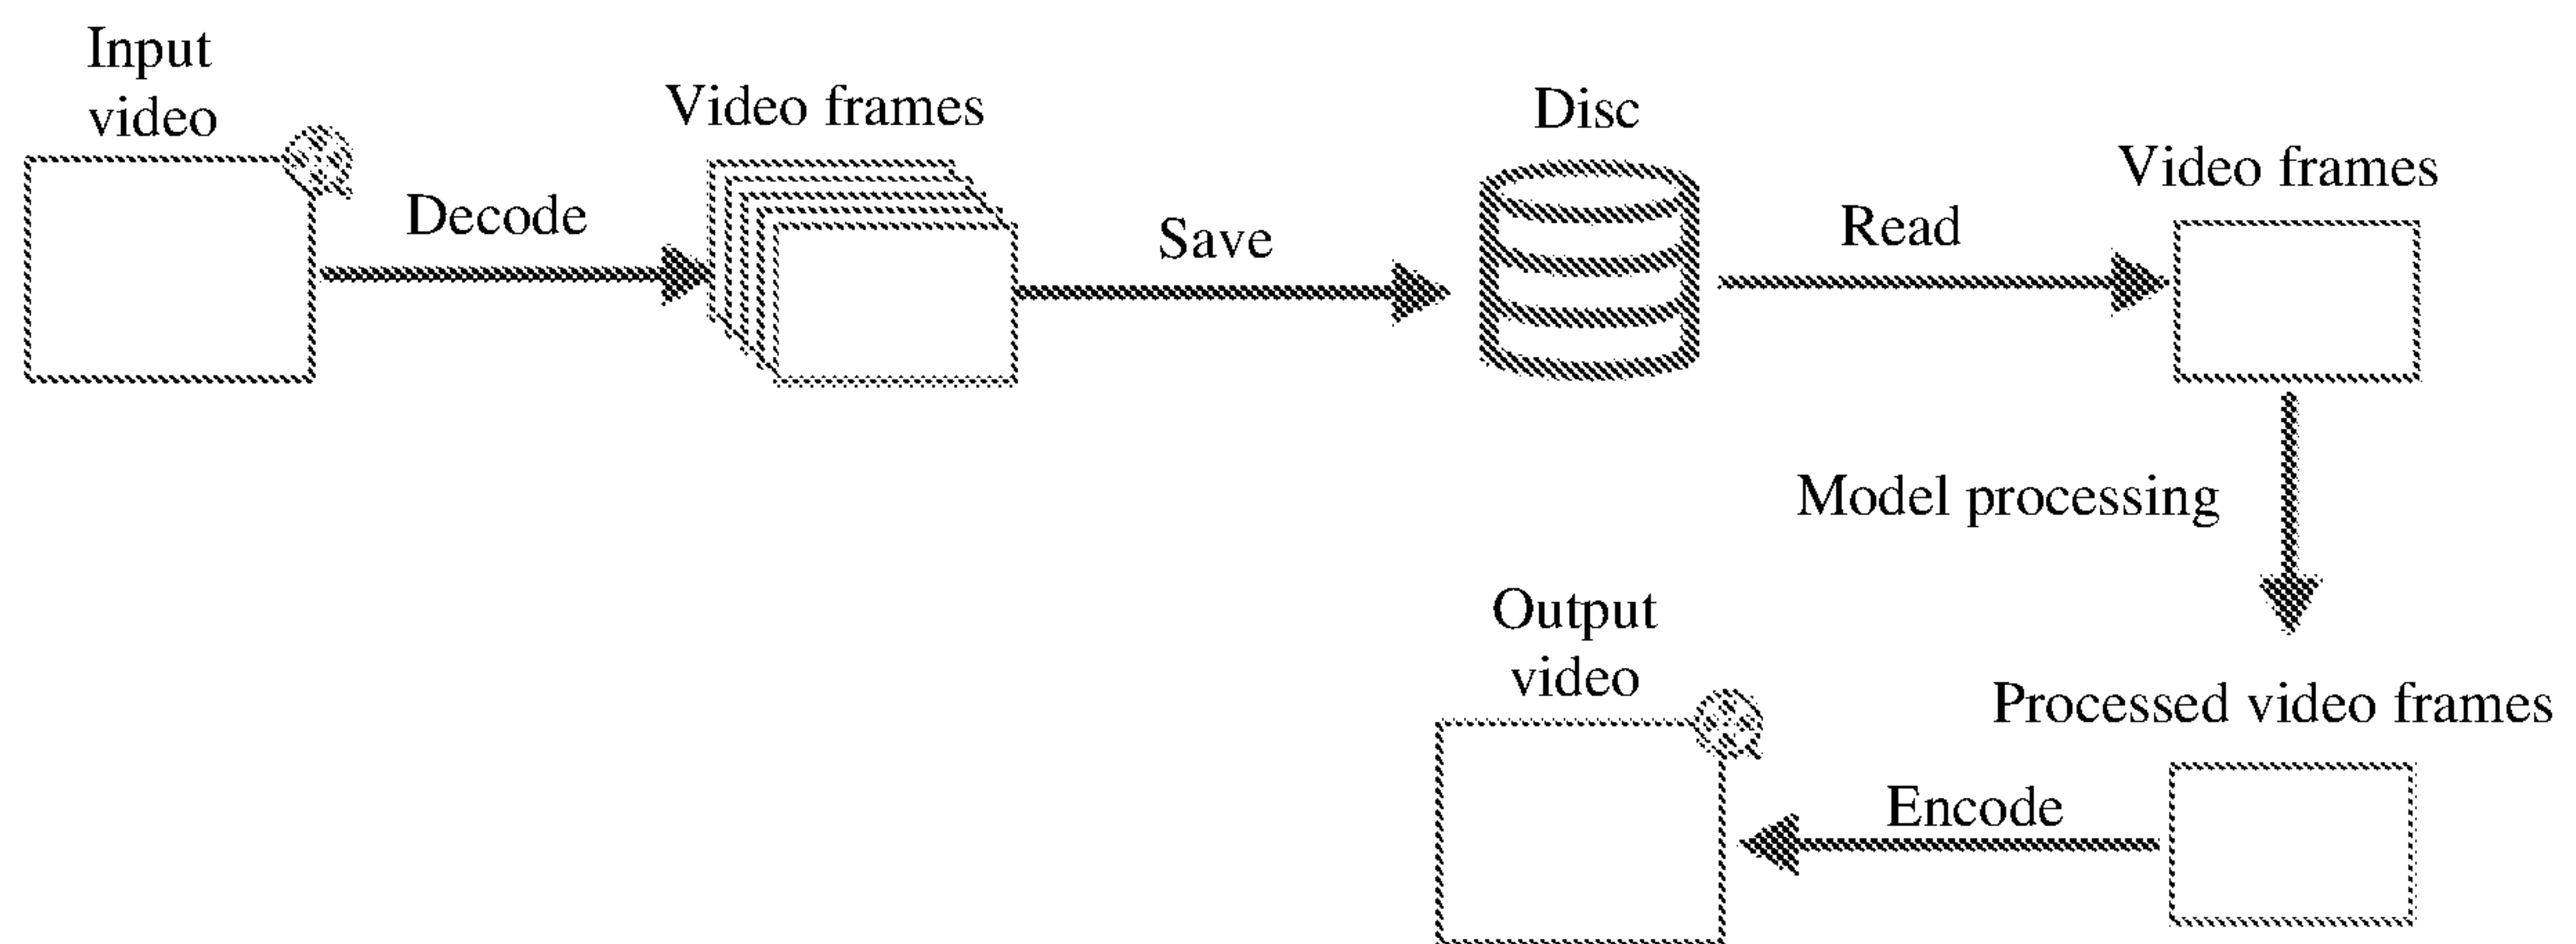 Input
video
Decode
Video frames
Save
Disc
Read
Video frames
Model processing
Processed video frames
Encode
Output
video